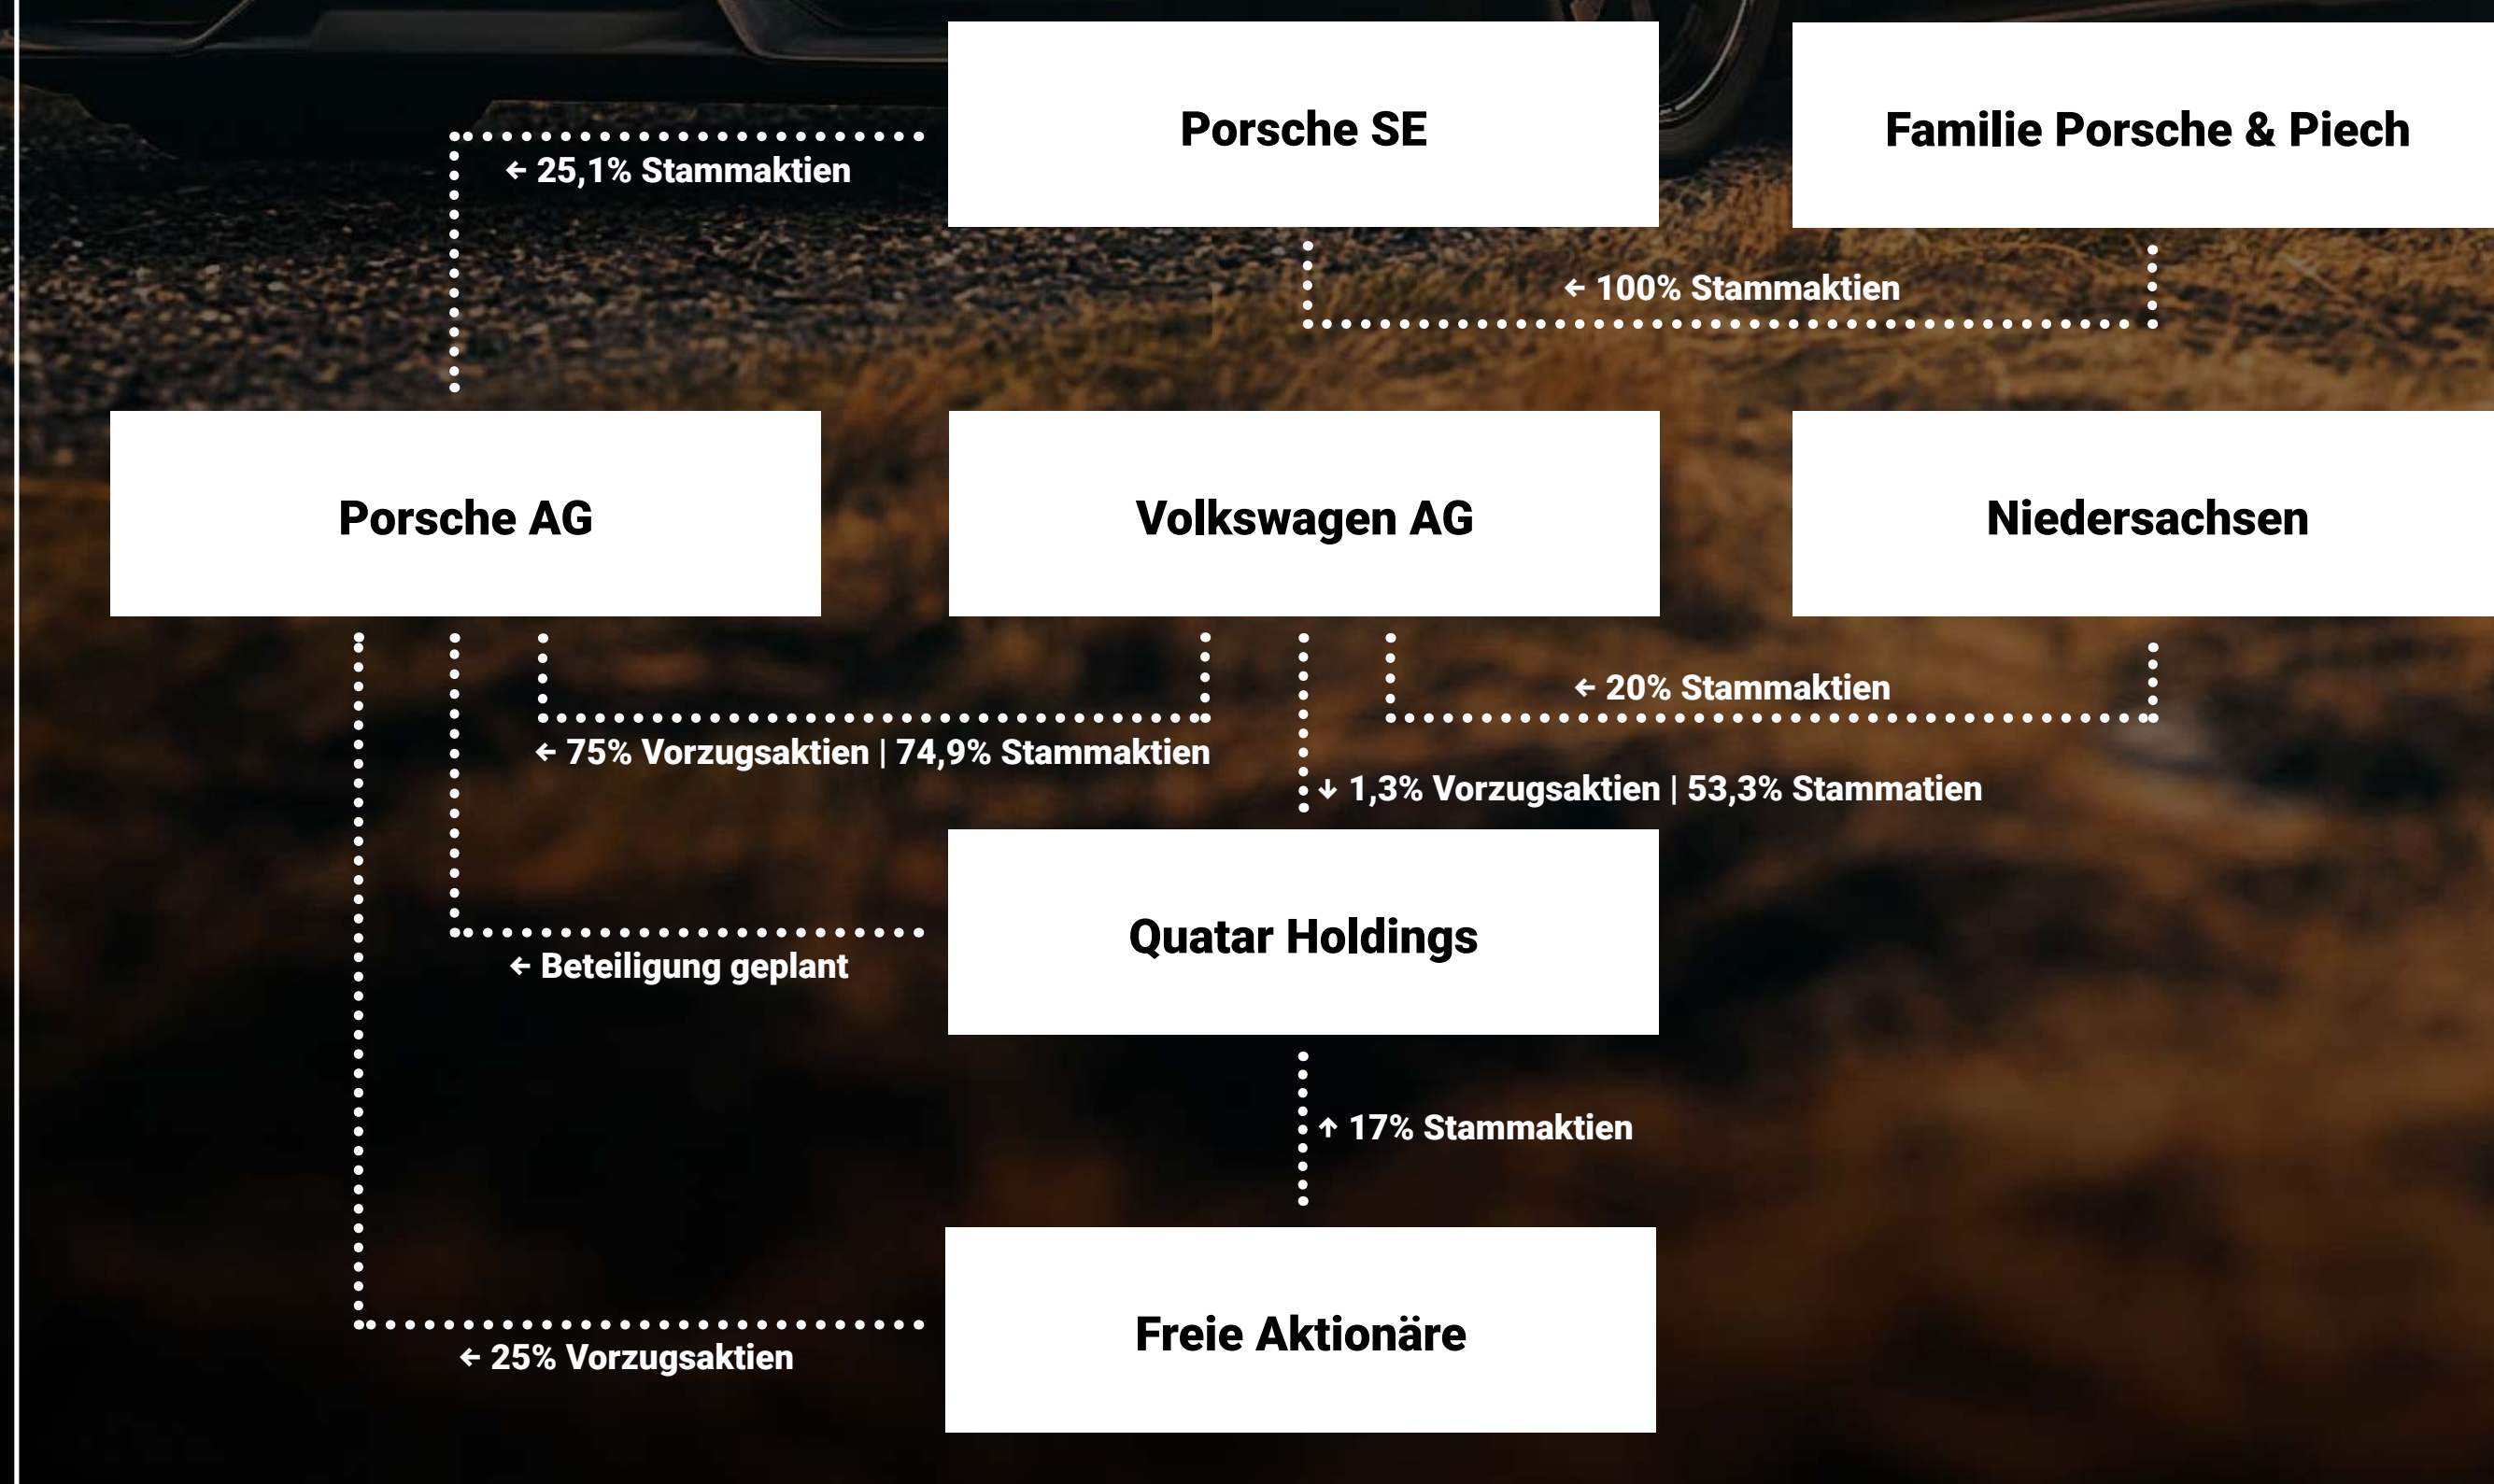 Porsche SE
Familie Porsche & Piech
← 25,1% Stammaktien
← 100% Stammaktien
Porsche AG
Volkswagen AG
Niedersachsen
← 20% Stammaktien
← 75% Vorzugsaktien | 74,9% Stammaktien
↓ 1,3% Vorzugsaktien | 53,3% Stammatien
Quatar Holdings
← Beteiligung geplant
↑ 17% Stammaktien
Freie Aktionäre
← 25% Vorzugsaktien